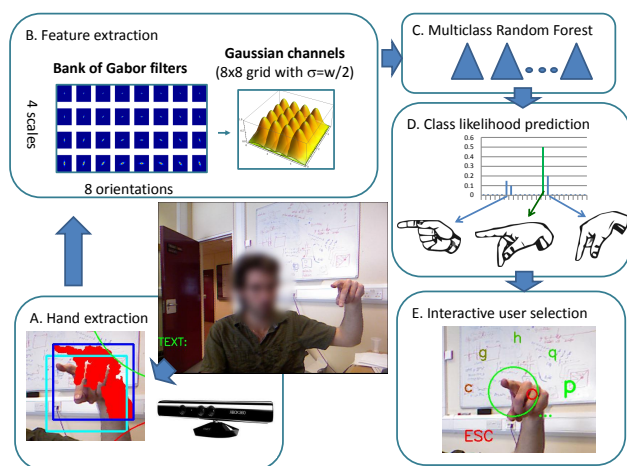 B. Feature extraction
Bank of Gabor filters
4 scales
8 orientations
Gaussian channels
(8x8 grid with σ=w/2)
C. Multiclass Random Forest
D. Class likelihood prediction
0.6
0.5
0.4
0.3
0.2
0.1
0
A. Hand extraction
TEXT:
XBOX360
E. Interactive user selection
h
g
q
c
p
p
...
ESC